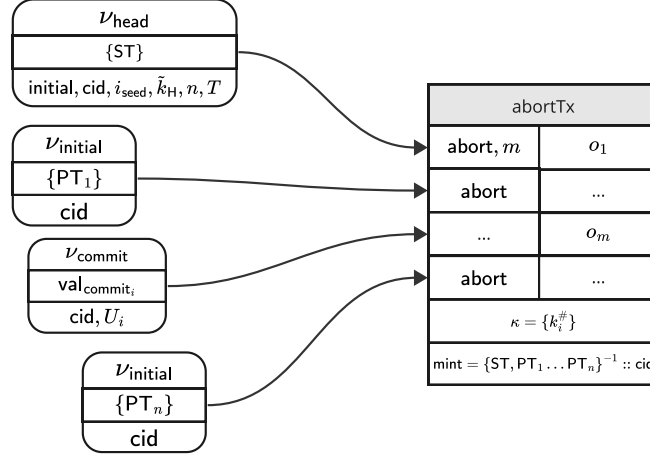 ν_head
{ST}
initial, cid, i_seed, k̃_H, n, T
ν_initial
{PT_1}
cid
ν_commit
val_commit_i
cid, U_i
ν_initial
{PT_n}
cid
abortTx
abort, m o_1
abort ...
... o_m
abort ...
κ = {k_i^#}
mint = {ST, PT_1 … PT_n}^−1 :: cid